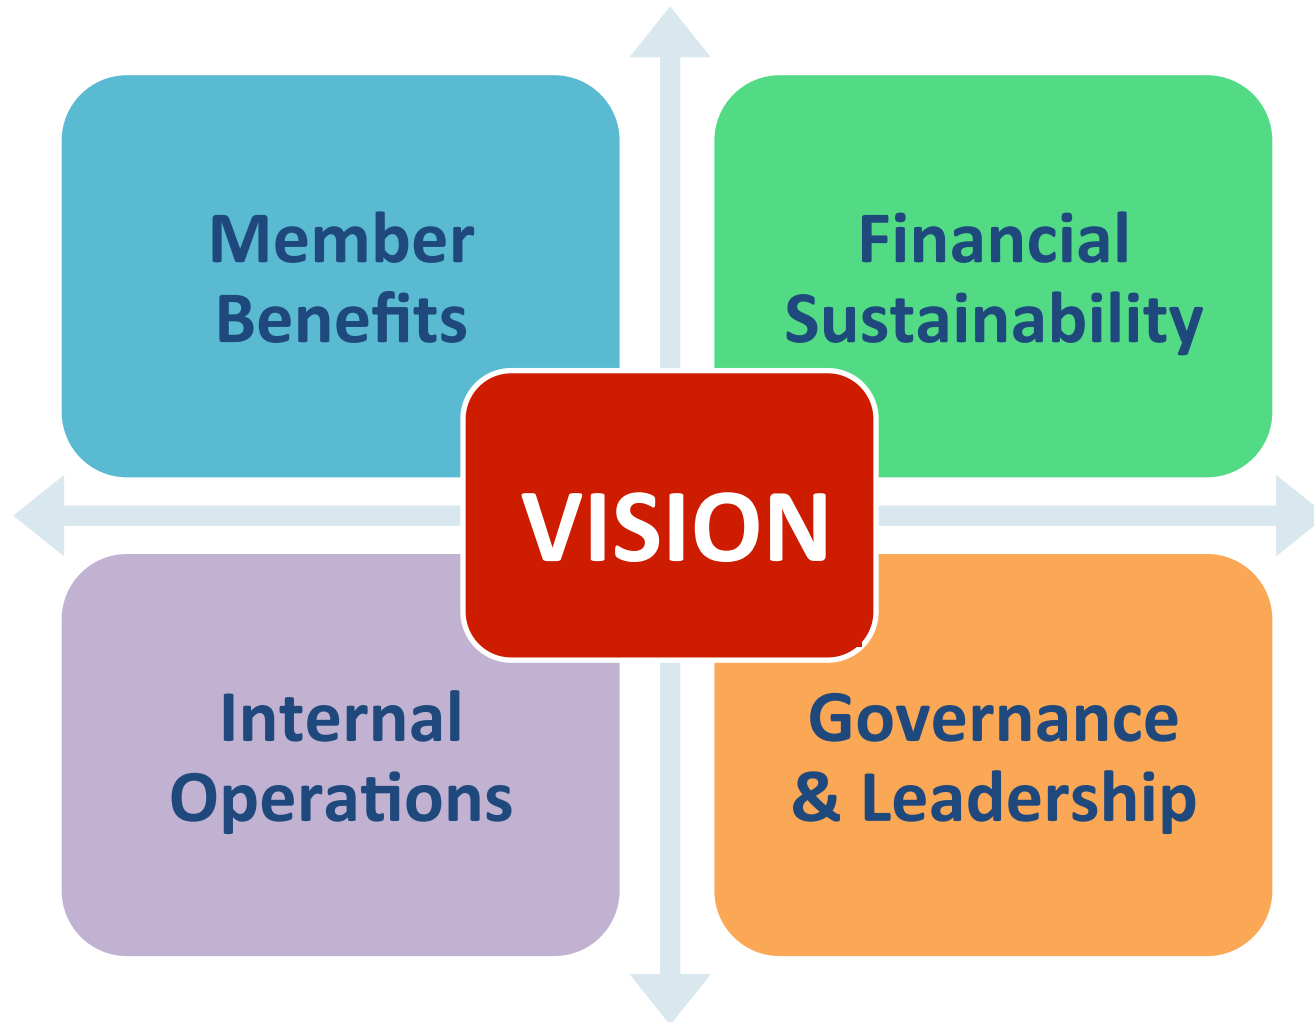 Member
Benefits
Financial
Sustainability
VISION
Internal
Operations
Governance
& Leadership